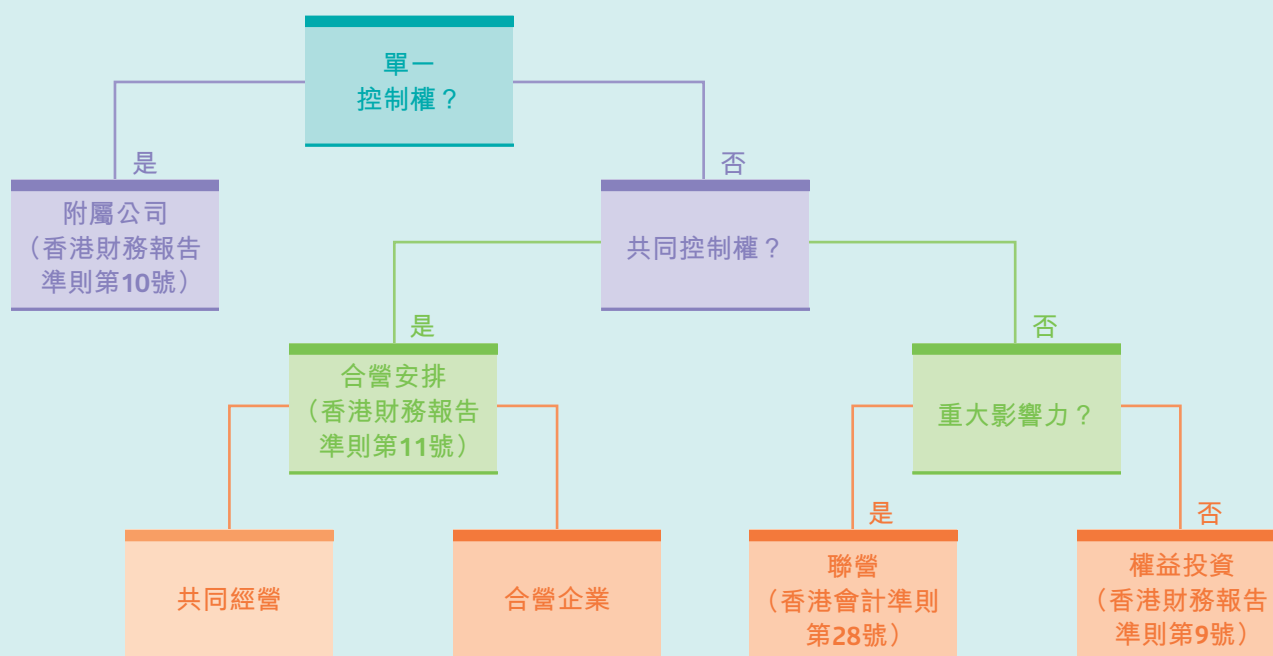 單一
控制權？
是
否
附屬公司
（香港財務報告
準則第10號）
共同控制權？
是
否
合營安排
（香港財務報告
準則第11號）
重大影響力？
是
否
共同經營
合營企業
聯營
（香港會計準則
第28號）
權益投資
（香港財務報告
準則第9號）